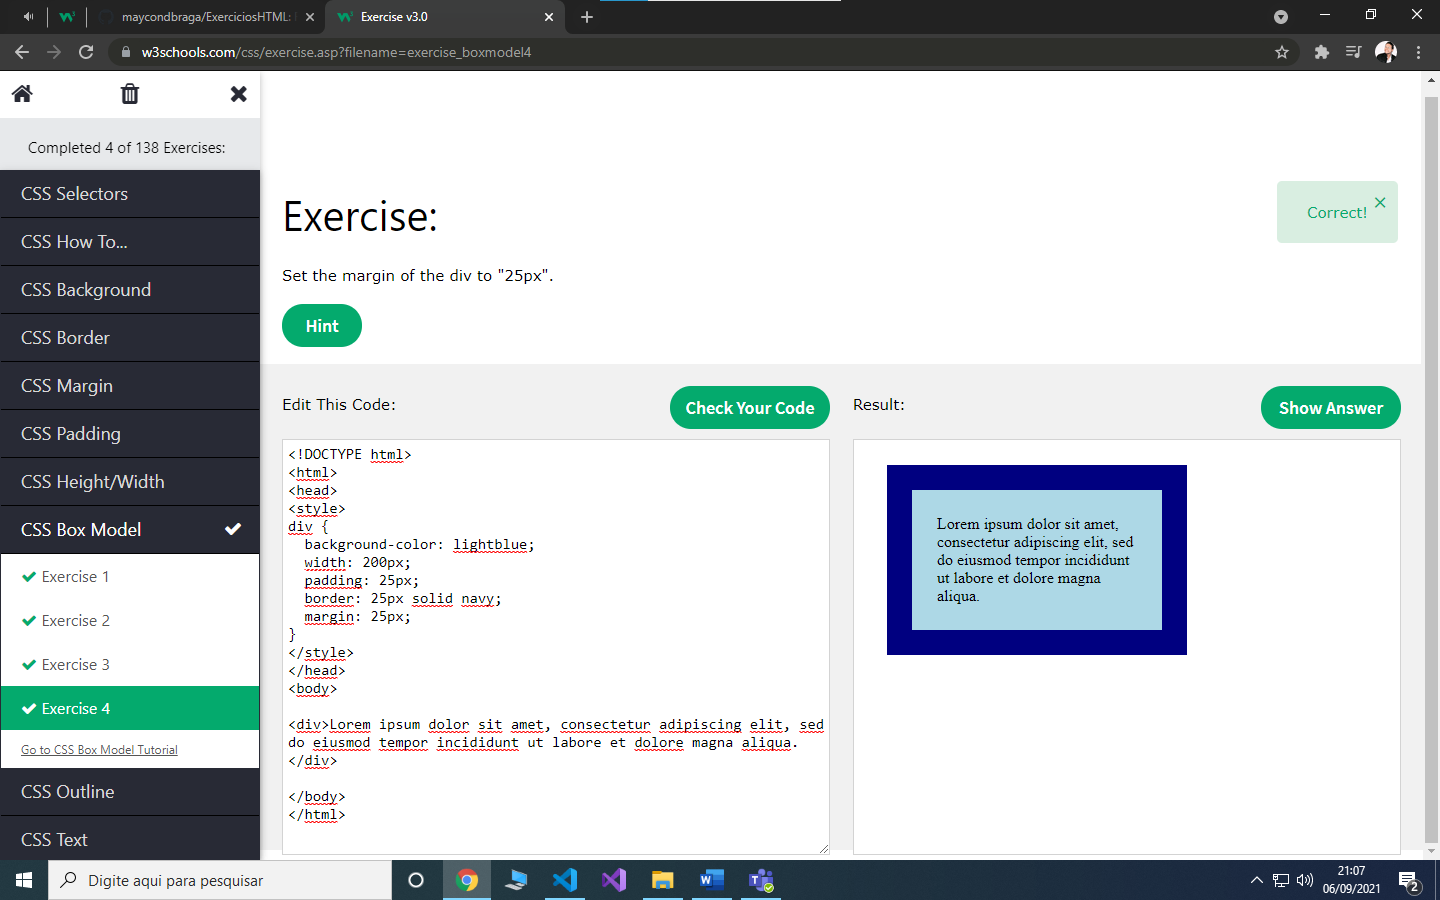 maycondbraga/ExerciciosHTML:
Exercise v3.0
w3schools.com/css/exercise.asp?filename=exercise_boxmodel4
Completed 4 of 138 Exercises:
CSS Selectors
CSS How To...
CSS Background
CSS Border
CSS Margin
CSS Padding
CSS Height/Width
CSS Box Model
Exercise 1
Exercise 2
Exercise 3
Exercise 4
Go to CSS Box Model Tutorial
CSS Outline
CSS Text
Exercise:
Correct!
Set the margin of the div to "25px".
Hint
Edit This Code:
Check Your Code
Result:
Show Answer
<!DOCTYPE html>
<html>
<head>
<style>
div {
  background-color: lightblue;
  width: 200px;
  padding: 25px;
  border: 25px solid navy;
  margin: 25px;
}
</style>
</head>
<body>
<div>Lorem ipsum dolor sit amet, consectetur adipiscing elit, sed
do eiusmod tempor incididunt ut labore et dolore magna aliqua.
</div>
</body>
</html>
Lorem ipsum dolor sit amet,
consectetur adipiscing elit, sed
do eiusmod tempor incididunt
ut labore et dolore magna
aliqua.
Digite aqui para pesquisar
21:07
06/09/2021
2